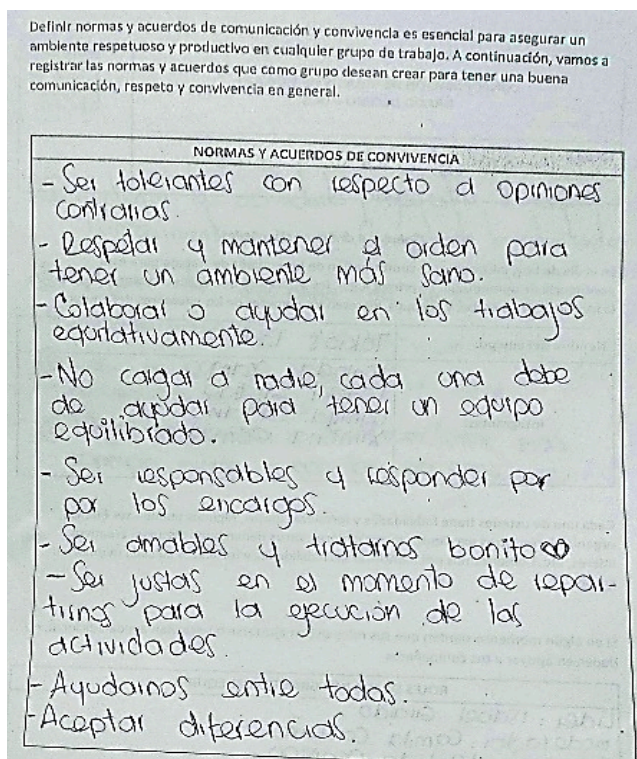 Definir normas y acuerdos de comunicación y convivencia es esencial para asegurar un
ambiente respetuoso y productivo en cualquier grupo de trabajo. A continuación, vamos a
registrar las normas y acuerdos que como grupo desean crear para tener una buena
comunicación, respeto y convivencia en general.
NORMAS Y ACUERDOS DE CONVIVENCIA
- Ser tolerantes con respecto a opiniones
contrarias.
- Respetar y mantener el orden para
tener un ambiente más sano.
- Colaborar o ayudar en los trabajos
equitativamente.
- No cargar a nadie, cada una debe
de ayudar para tener un equipo
equilibrado.
- Ser responsables y responder por
por los encargos.
- Ser amables y tratarnos bonito ♡
- Ser justas en el momento de repar-
tirnos para la ejecución de las
actividades.
- Ayudarnos entre todas.
- Aceptar diferencias.